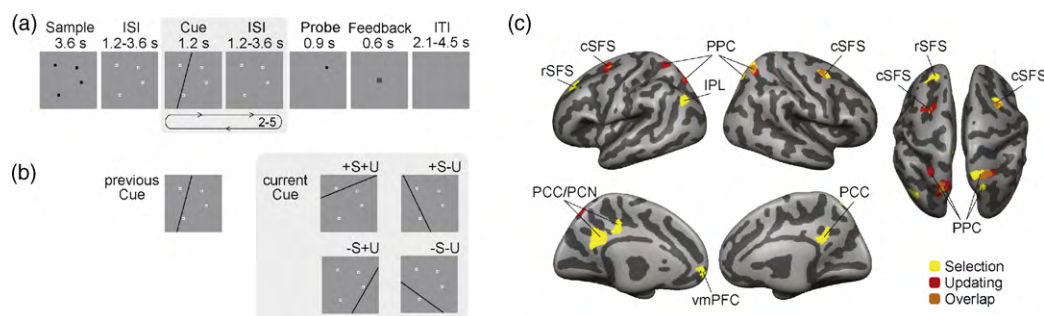 (a)
Sample ISI Cue ISI Probe Feedback ITI
3.6 s 1.2-3.6 s 1.2 s 1.2-3.6 s 0.9 s 0.6 s 2.1-4.5 s
2-5
(b)
previous
Cue
current
Cue
+S+U +S-U
-S+U -S-U
(c)
cSFS PPC cSFS
rSFS
IPL
rSFS
cSFS cSFS
PPC
PCC/PCN
PCC
vmPFC
Selection
Updating
Overlap